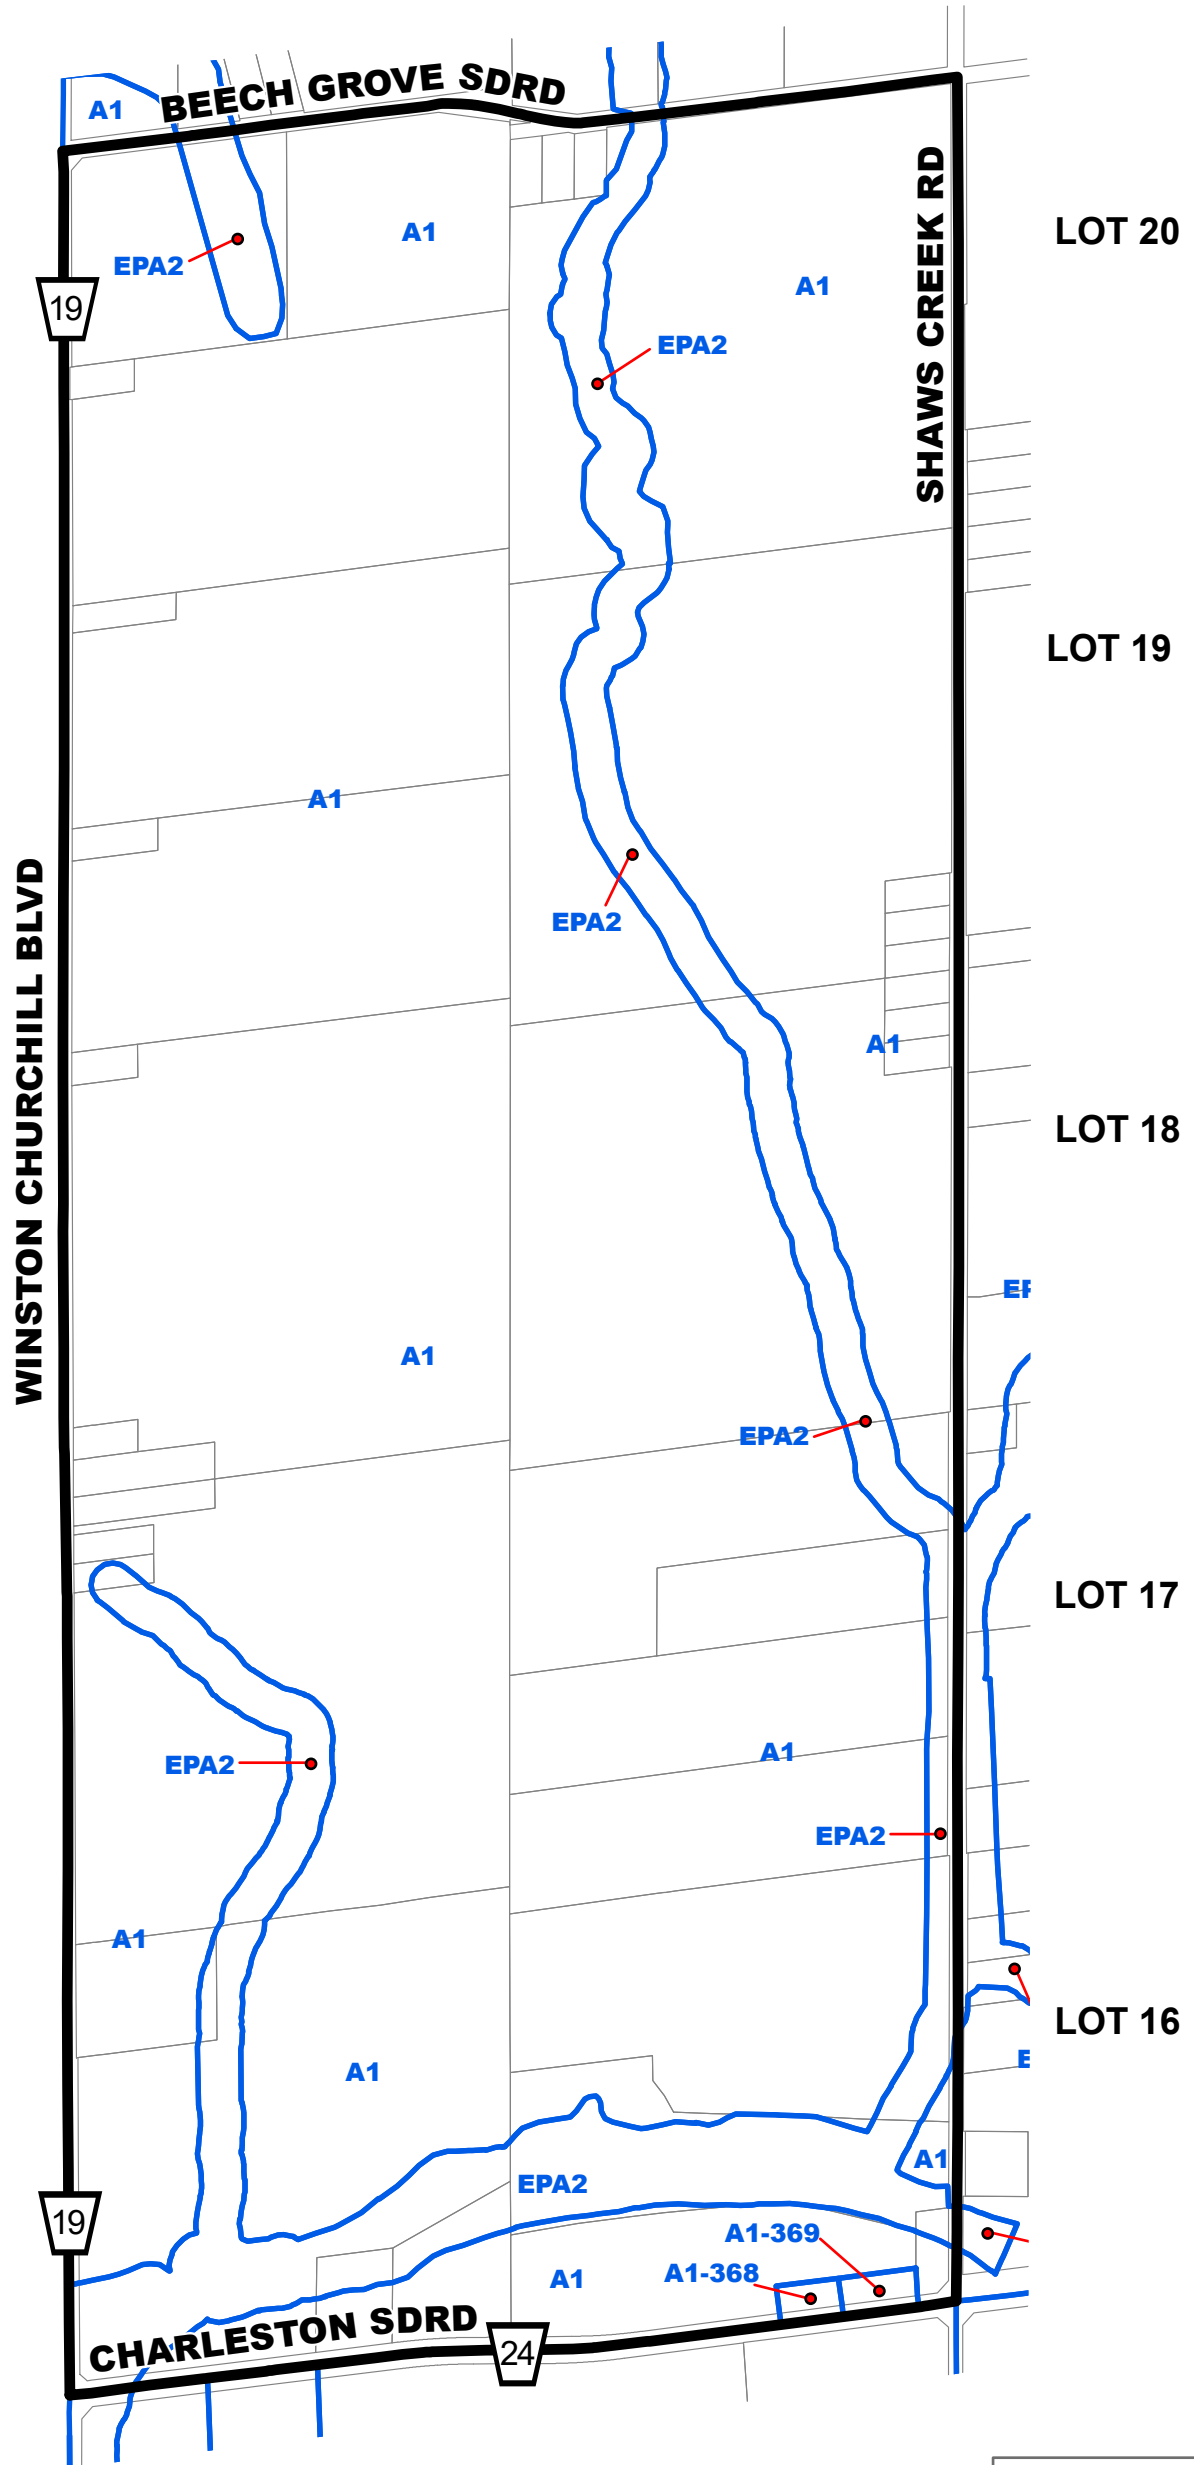 A1
BEECH GROVE SDRD
SHAWS CREEK RD
LOT 20
A1
EPA2
A1
19
EPA2
LOT 19
A1
WINSTON CHURCHILL BLVD
EPA2
A1
LOT 18
A1
EPA2
LOT 17
A1
EPA2
EPA2
A1
LOT 16
A1
A1
EPA2
19
A1-369
A1-368
A1
CHARLESTON SDRD
24